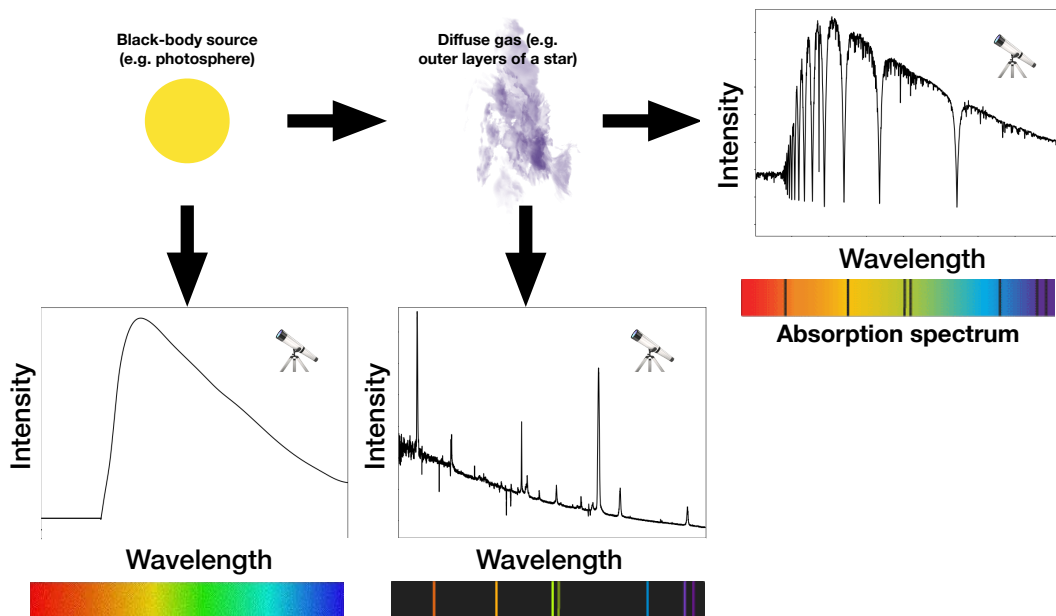 Black-body source
(e.g. photosphere)
Diffuse gas (e.g.
outer layers of a star)
Intensity
Wavelength
Absorption spectrum
Intensity
Wavelength
Intensity
Wavelength